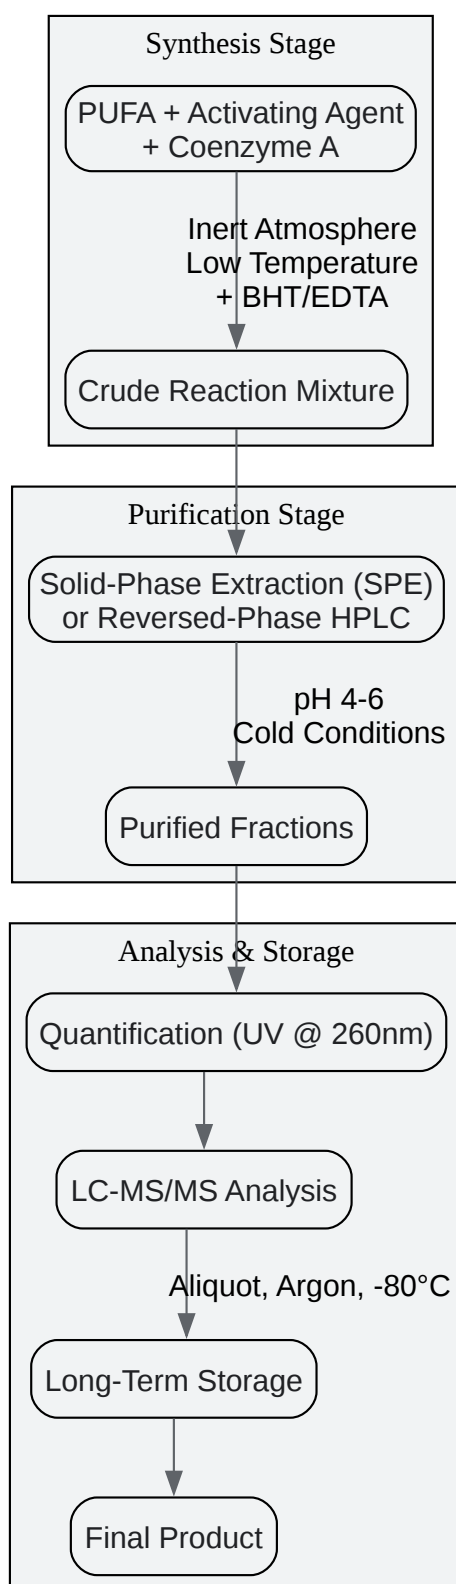 Synthesis Stage
PUFA + Activating Agent
+ Coenzyme A
Inert Atmosphere
Low Temperature
+ BHT/EDTA
Crude Reaction Mixture
Purification Stage
Solid-Phase Extraction (SPE)
or Reversed-Phase HPLC
pH 4-6
Cold Conditions
Purified Fractions
Analysis & Storage
Quantification (UV @ 260nm)
LC-MS/MS Analysis
Aliquot, Argon, -80°C
Long-Term Storage
Final Product